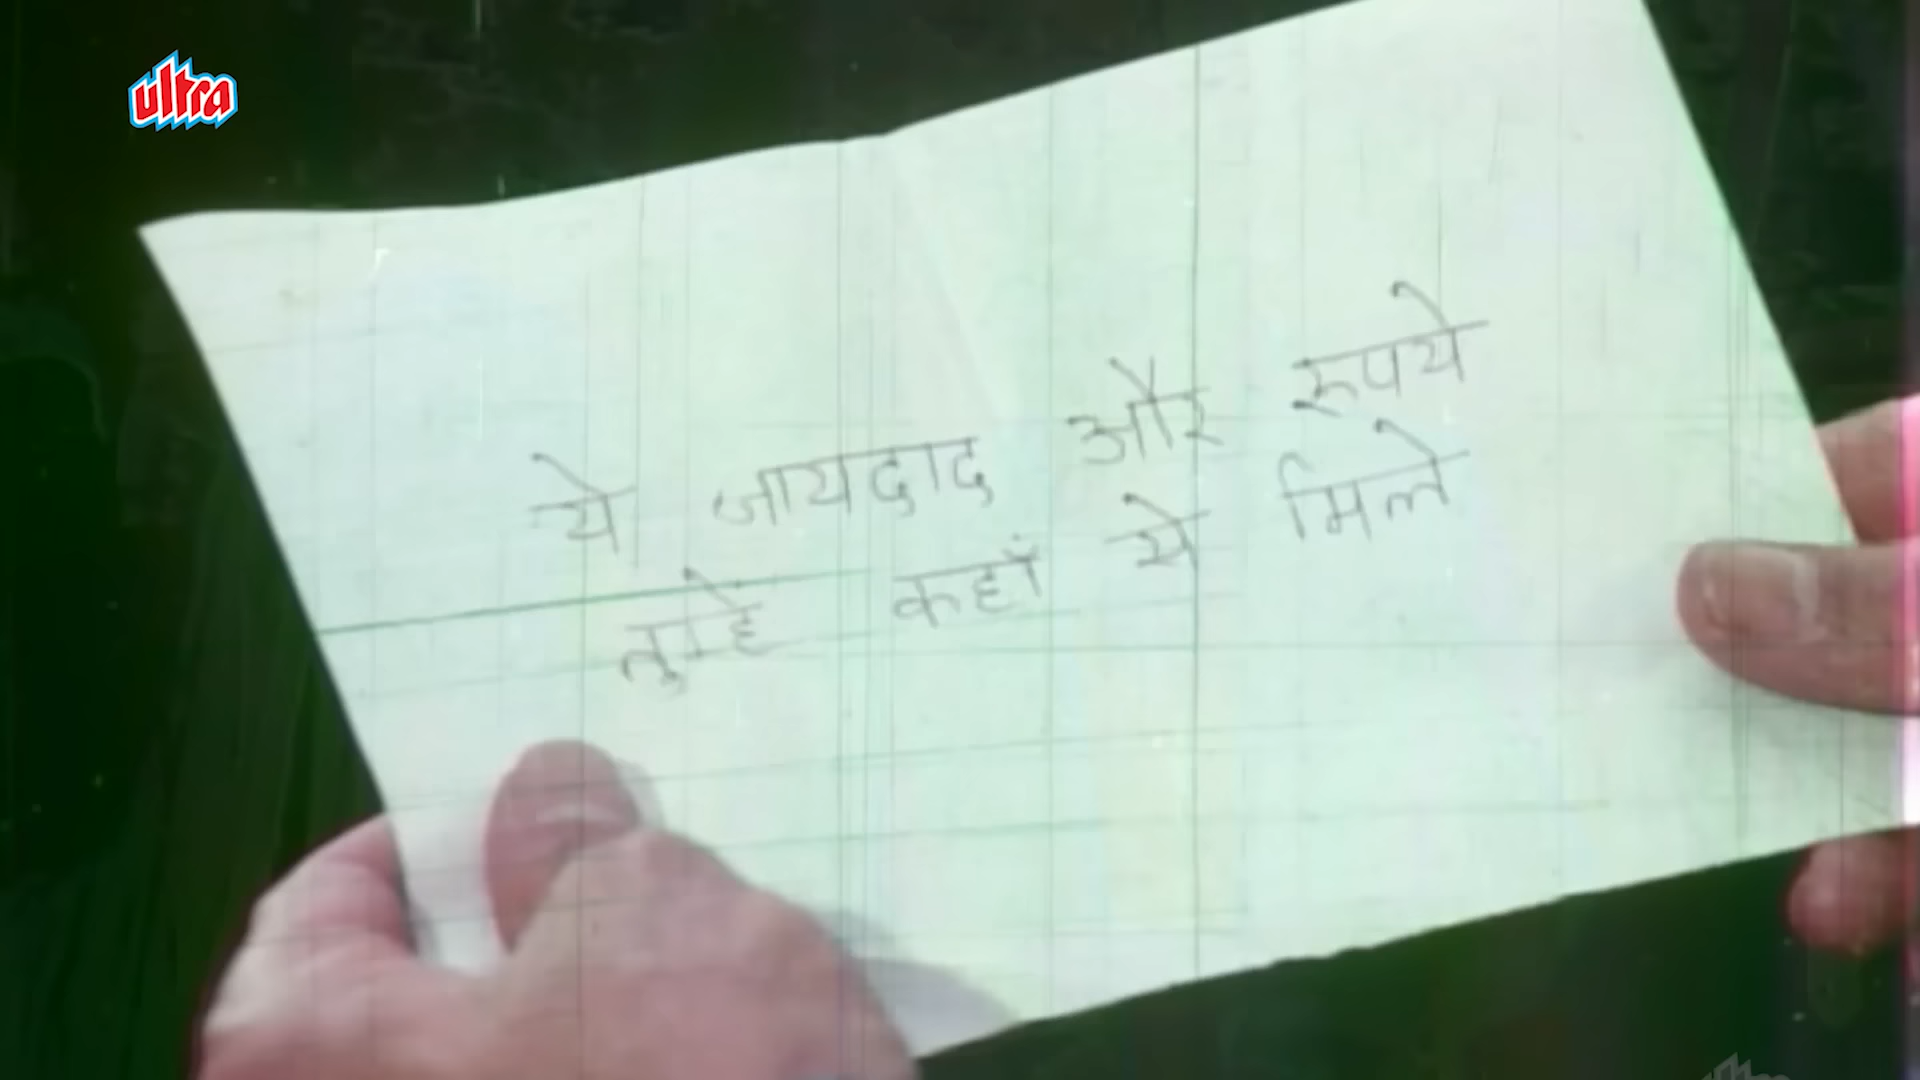 ultra
ये जायदाद और रूपये
तुम्हे कहाँ से मिले